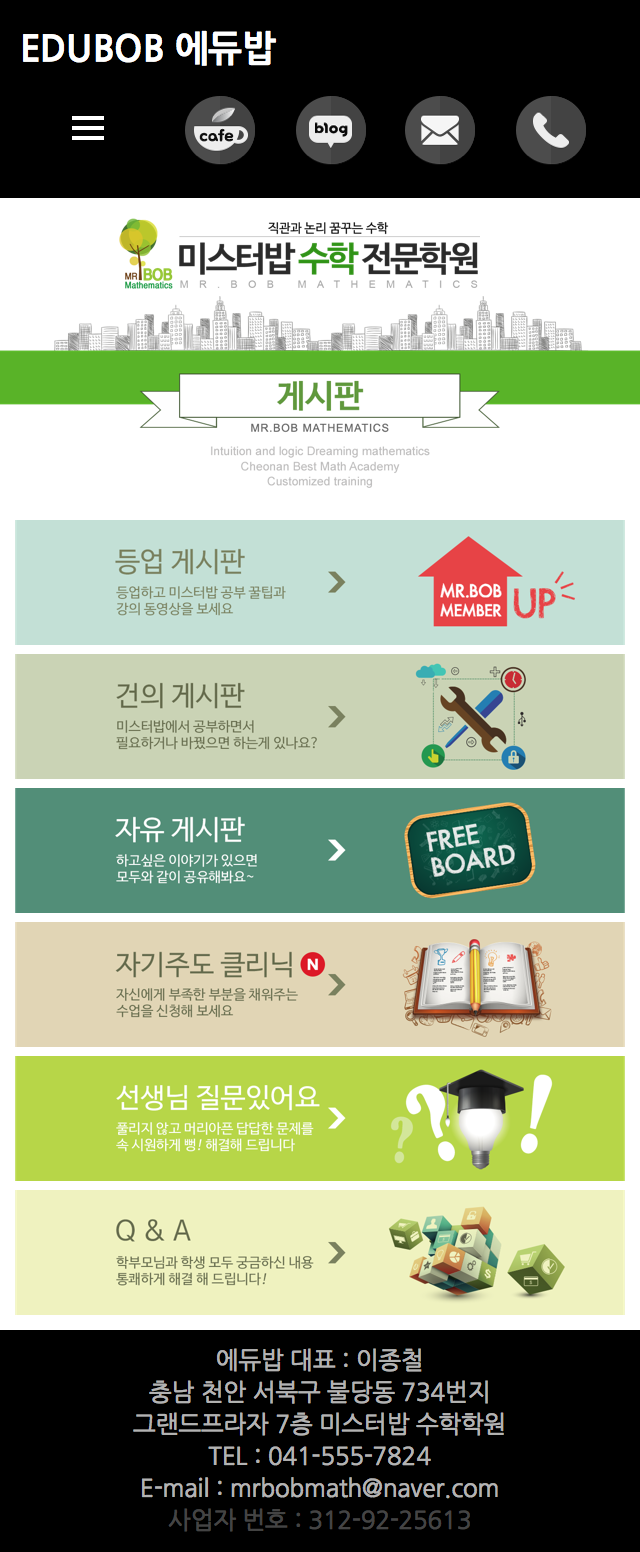 EDUBOB 에듀밥
cafe
blog
직관과 논리 꿈꾸는 수학
미스터밥 수학 전문학원
MR.BOB
Mathematics
MR.BOB MATHEMATICS
게시판
MR.BOB MATHEMATICS
Intuition and logic Dreaming mathematics
Cheonan Best Math Academy
Customized training
등업 게시판
등업하고 미스터밥 공부 꿀팁과
강의 동영상을 보세요
MR.BOB
MEMBER
UP
건의 게시판
미스터밥에서 공부하면서
필요하거나 바꿨으면 하는게 있나요?
자유 게시판
하고싶은 이야기가 있으면
모두와 같이 공유해봐요~
FREE
BOARD
자기주도 클리닉 N
자신에게 부족한 부분을 채워주는
수업을 신청해 보세요
선생님 질문있어요
풀리지 않고 머리아픈 답답한 문제를
속 시원하게 뻥! 해결해 드립니다
? ? !
Q & A
학부모님과 학생 모두 궁금하신 내용
통쾌하게 해결 해 드립니다!
에듀밥 대표 : 이종철
충남 천안 서북구 불당동 734번지
그랜드프라자 7층 미스터밥 수학학원
TEL : 041-555-7824
E-mail : mrbobmath@naver.com
사업자 번호 : 312-92-25613